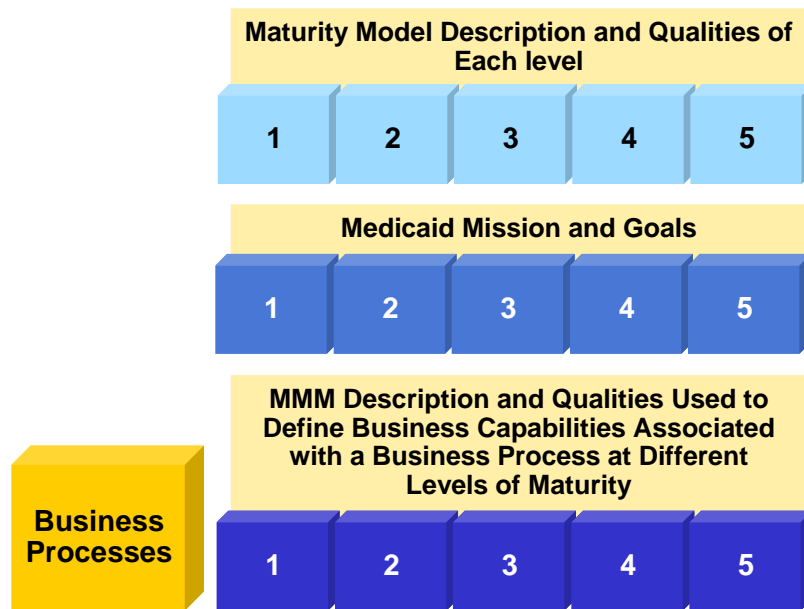 Maturity Model Description and Qualities of
Each level
1 2 3 4 5
Medicaid Mission and Goals
1 2 3 4 5
MMM Description and Qualities Used to
Define Business Capabilities Associated
with a Business Process at Different
Levels of Maturity
Business
Processes
1 2 3 4 5